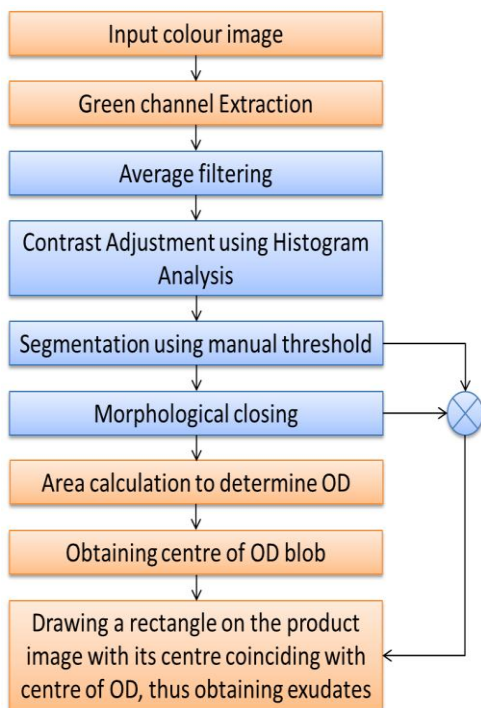 Input colour image
Green channel Extraction
Average filtering
Contrast Adjustment using Histogram
Analysis
Segmentation using manual threshold
Morphological closing
Area calculation to determine OD
Obtaining centre of OD blob
Drawing a rectangle on the product
image with its centre coinciding with
centre of OD, thus obtaining exudates